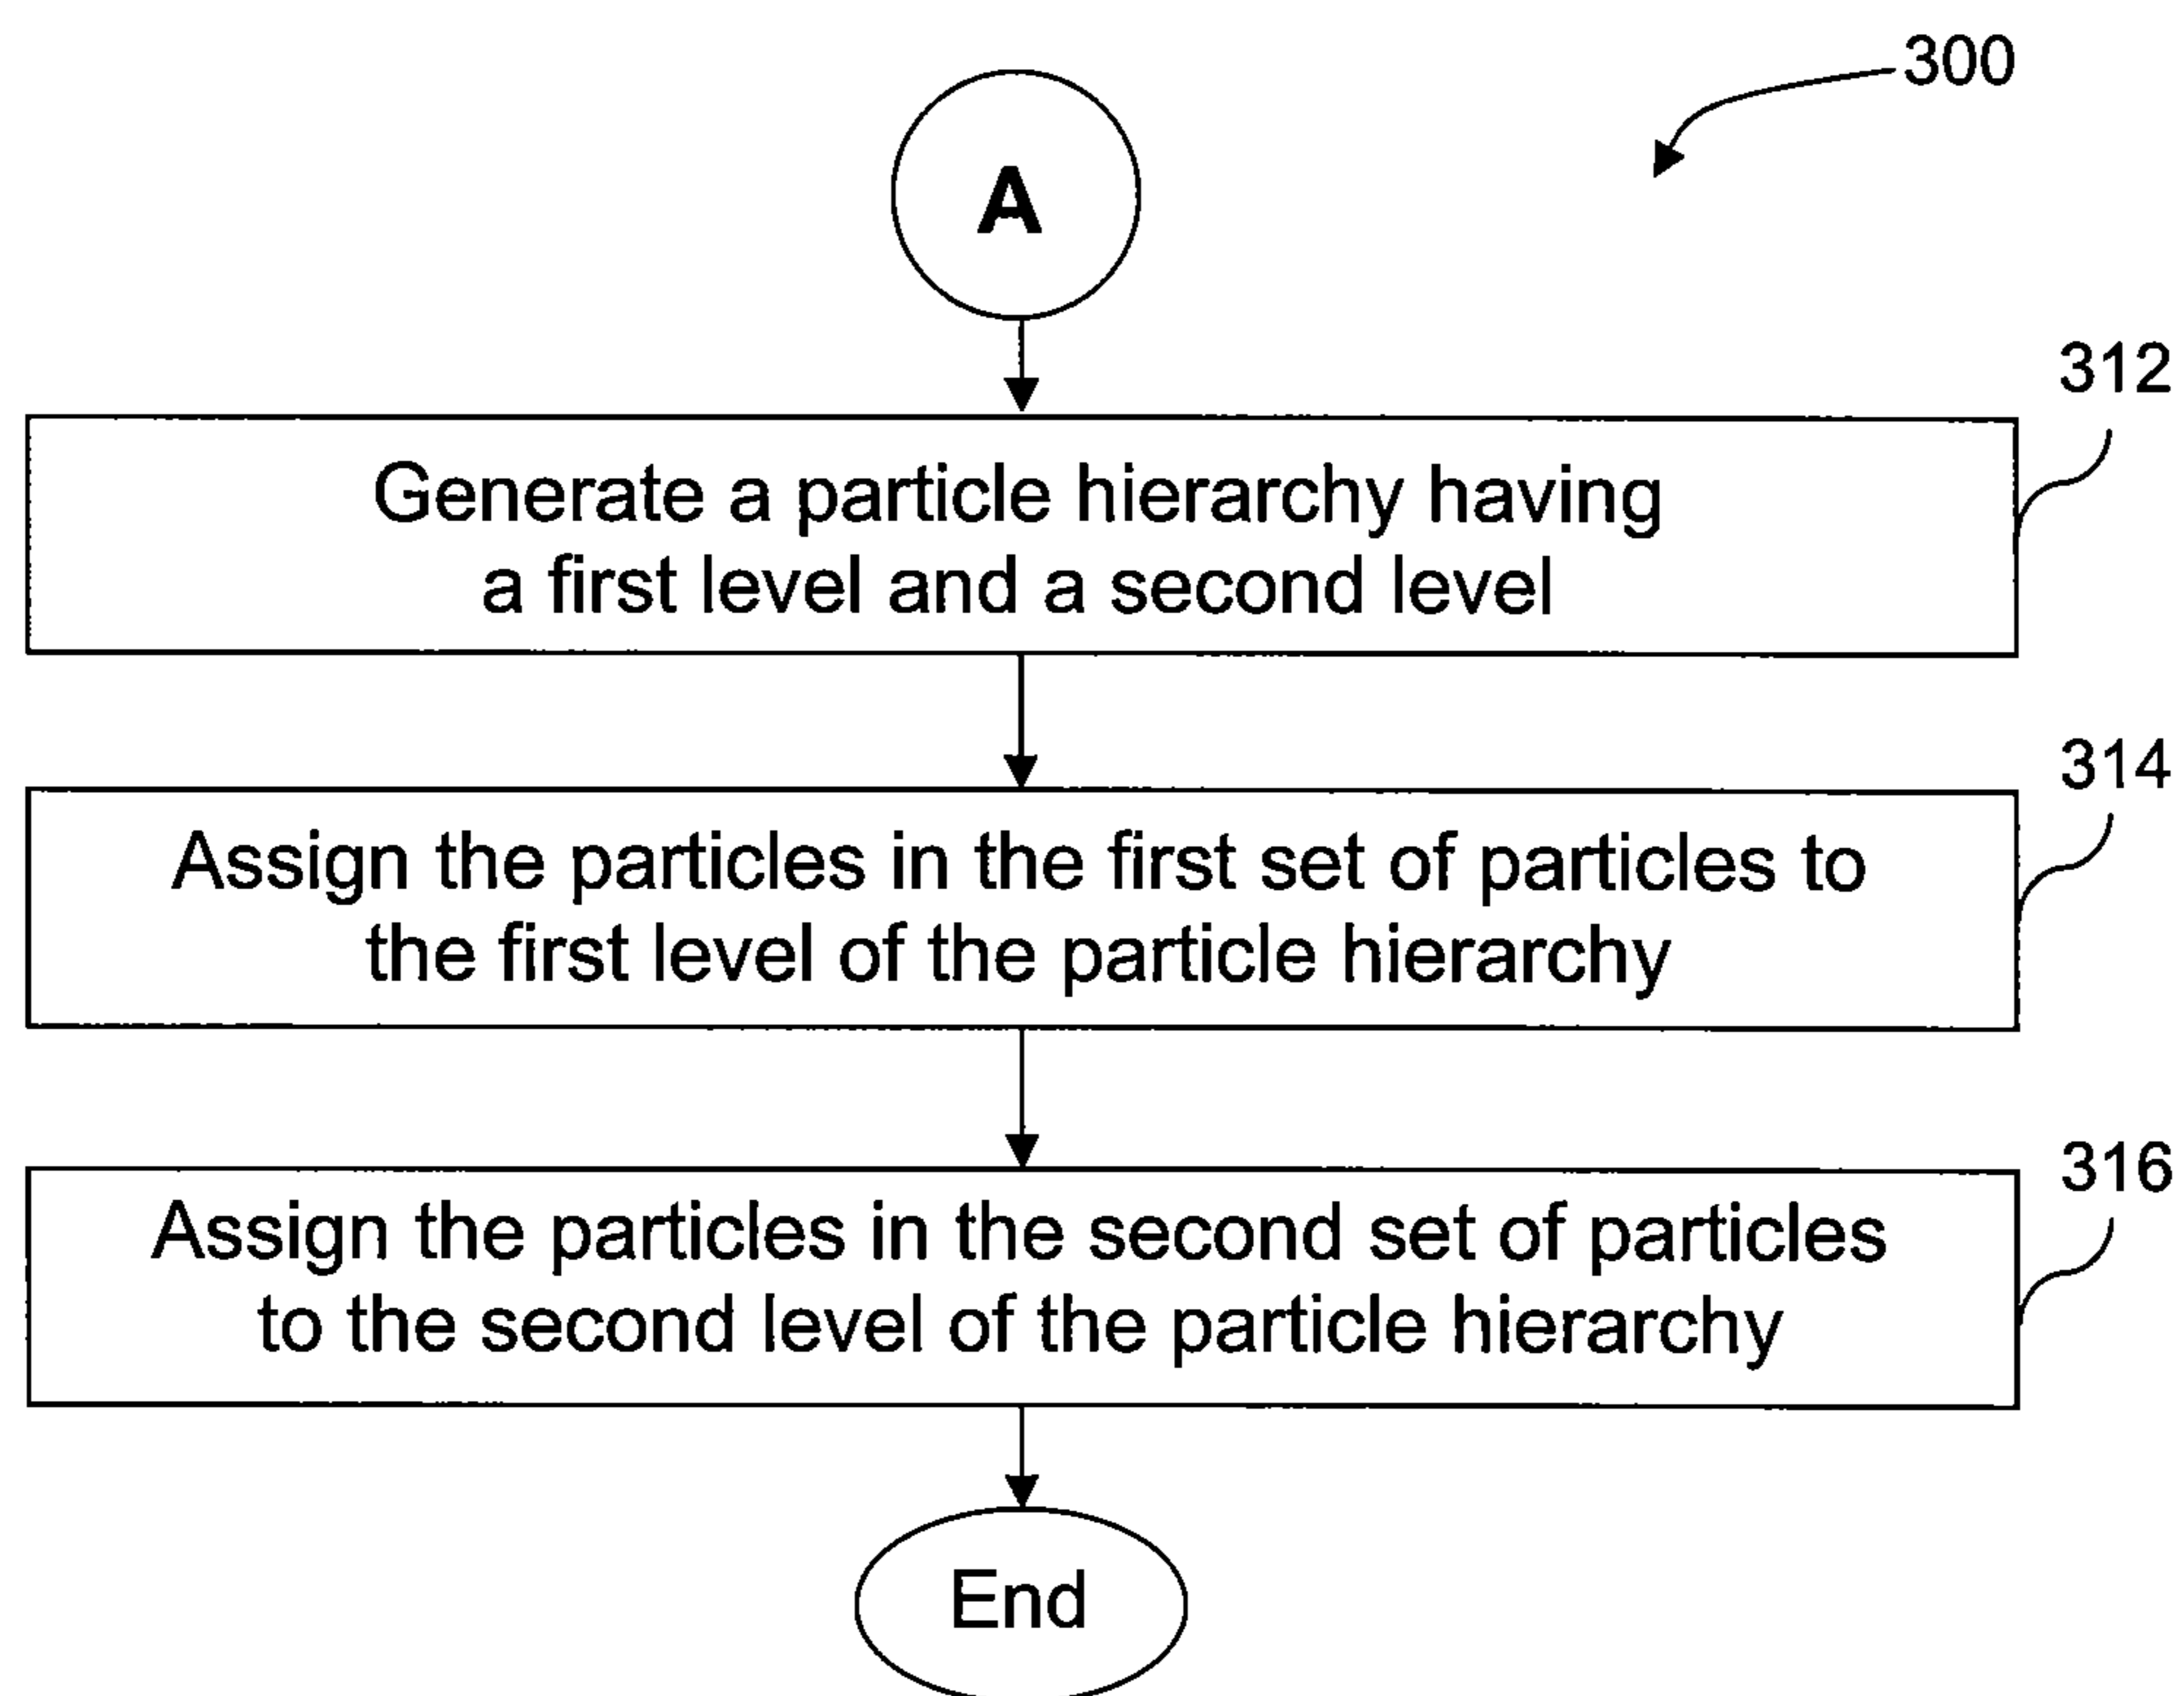 300
A
312
Generate a particle hierarchy having
a first level and a second level
314
Assign the particles in the first set of particles to
the first level of the particle hierarchy
316
Assign the particles in the second set of particles
to the second level of the particle hierarchy
End